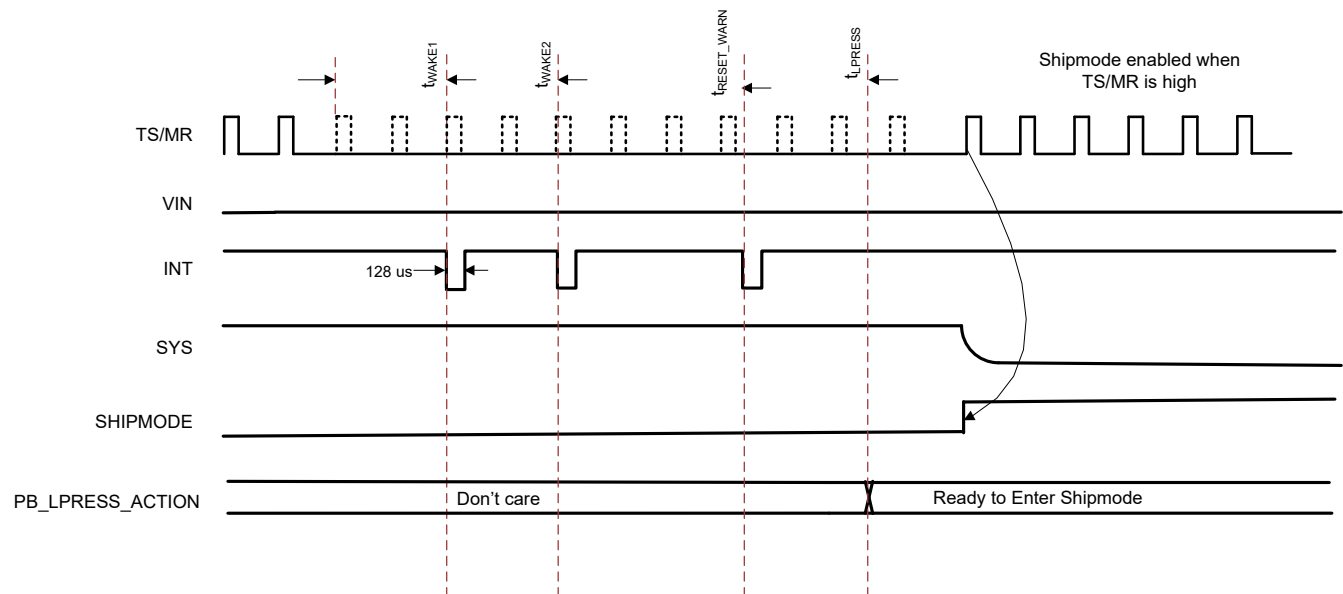 tWAKE1
tWAKE2
tRESET_WARN
tLPRESS
Shipmode enabled when
TS/MR is high
TS/MR
VIN
INT
128 us
SYS
SHIPMODE
PB_LPRESS_ACTION
Don’t care
Ready to Enter Shipmode